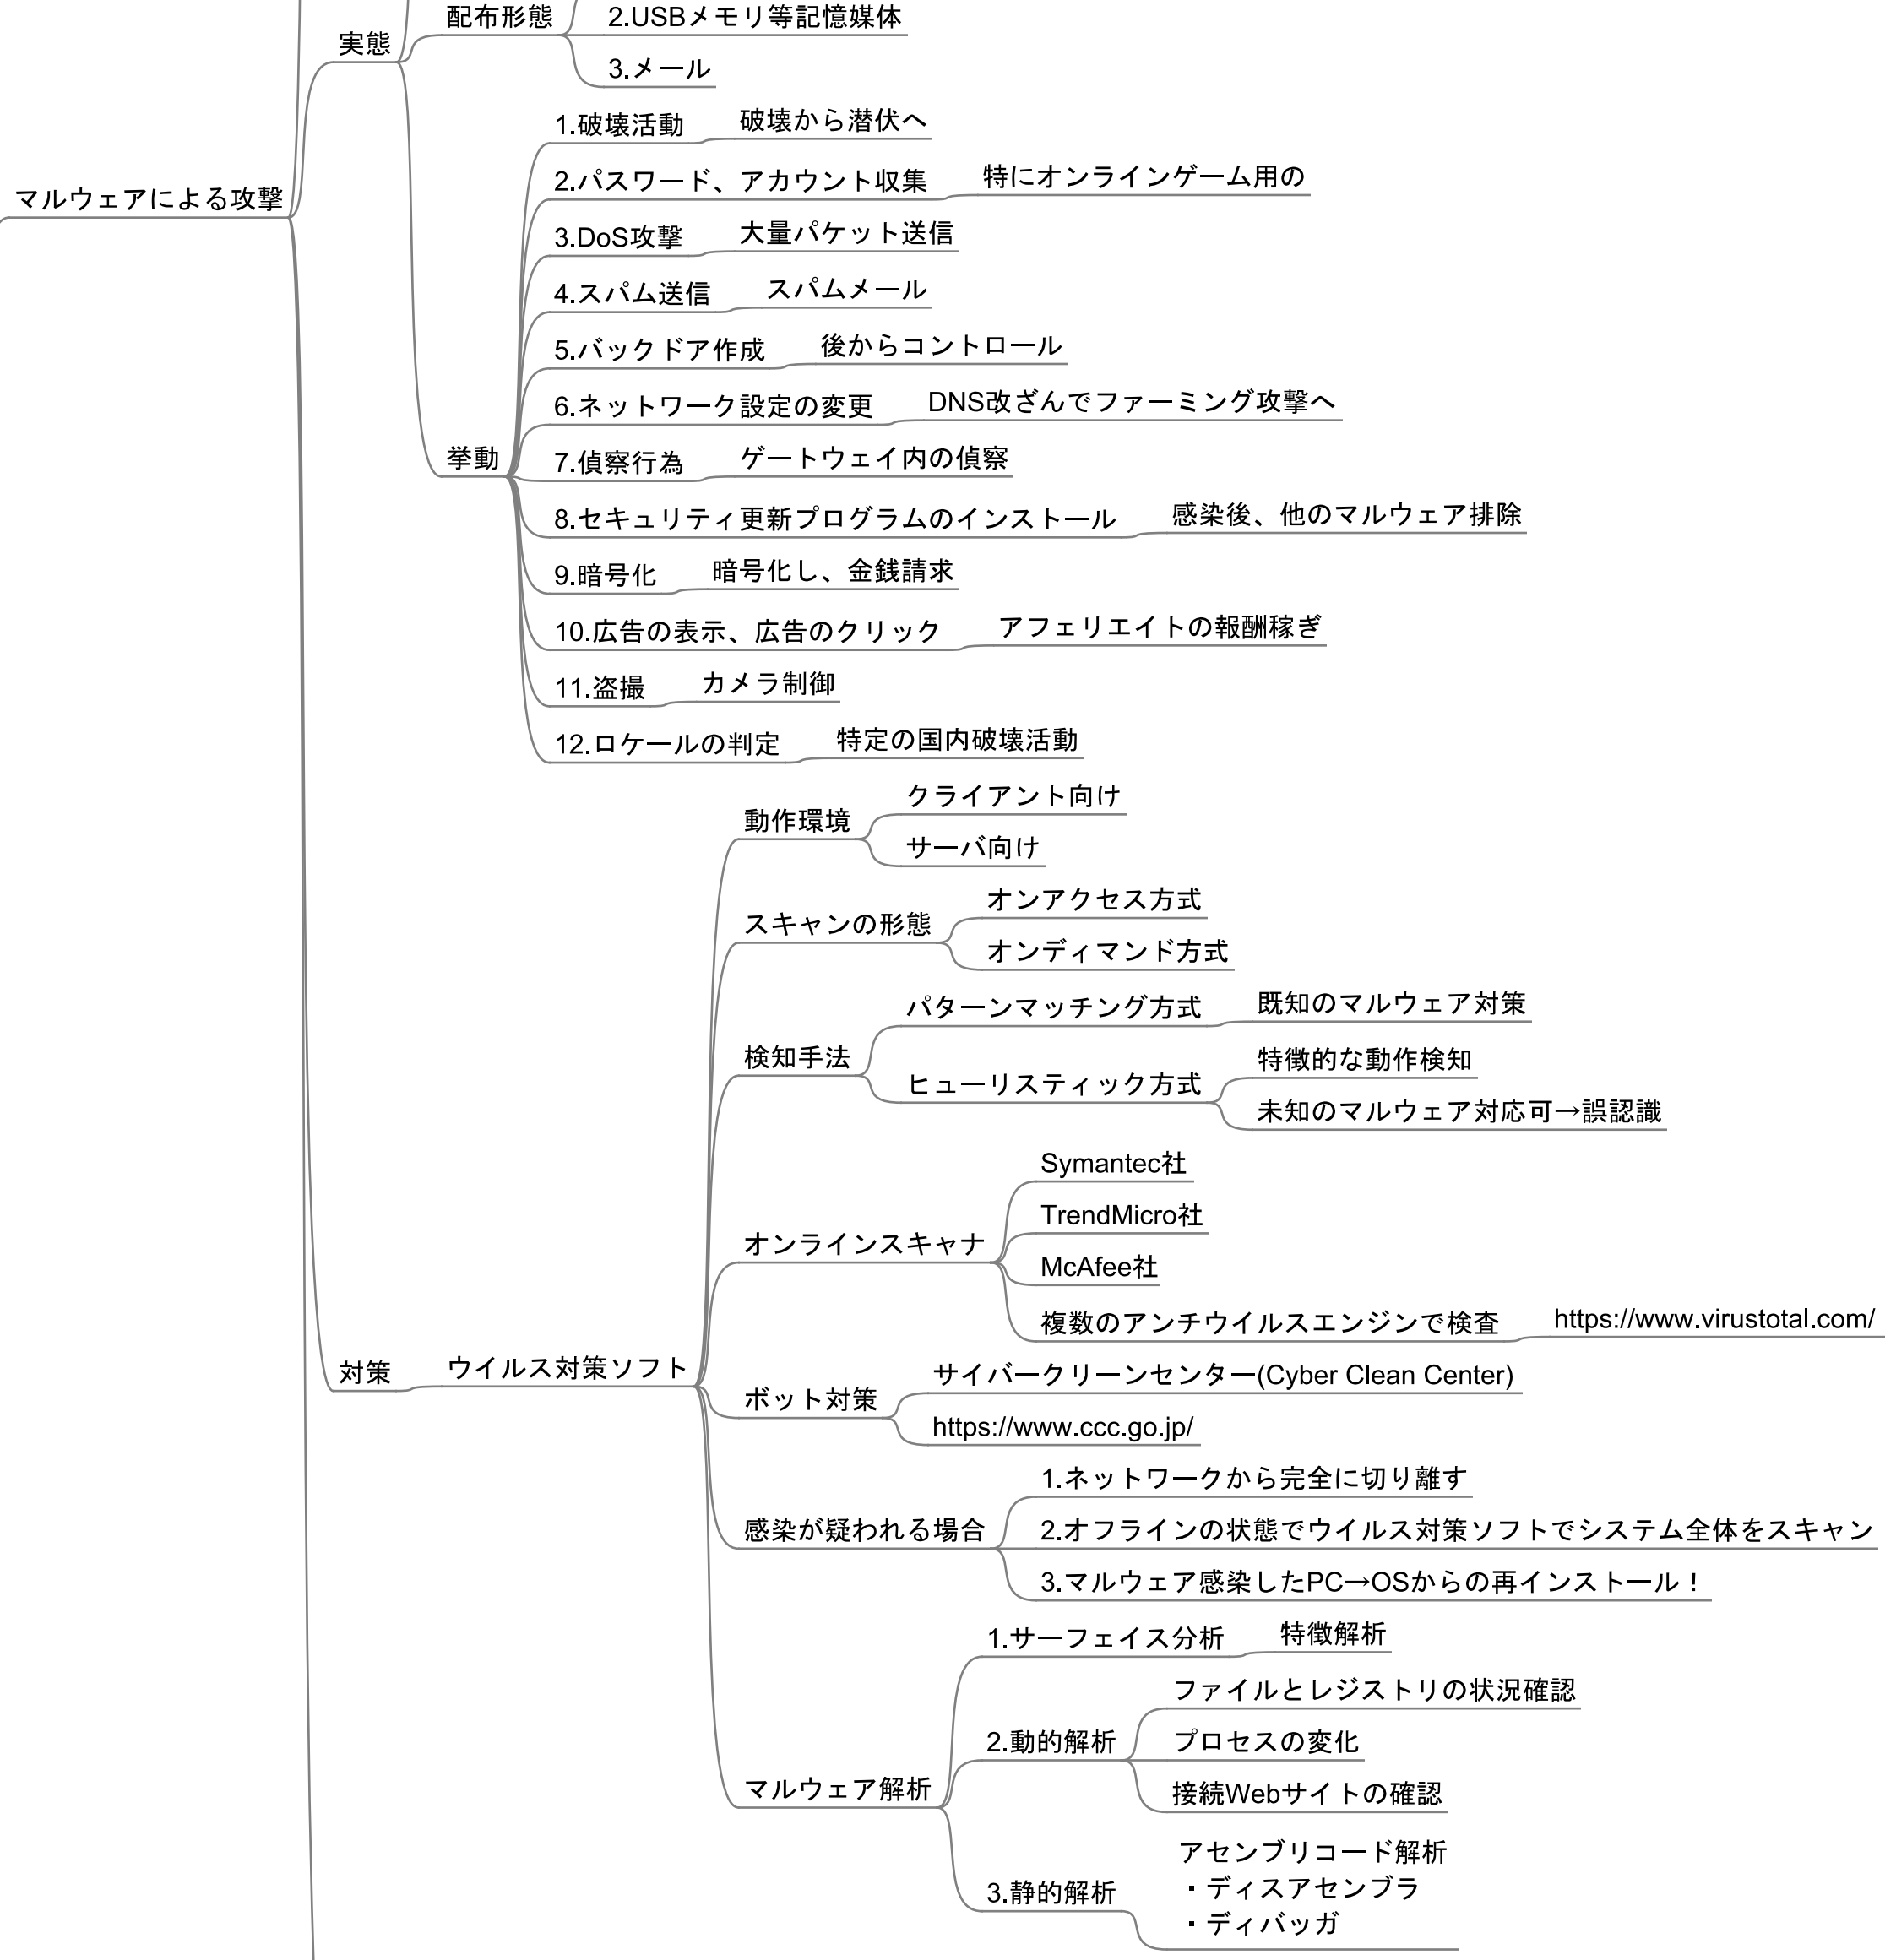 マルウェアによる攻撃
実態
配布形態
2.USBメモリ等記憶媒体
3.メール
挙動
1.破壊活動
破壊から潜伏へ
2.パスワード、アカウント収集
特にオンラインゲーム用の
3.DoS攻撃
大量パケット送信
4.スパム送信
スパムメール
5.バックドア作成
後からコントロール
6.ネットワーク設定の変更
DNS改ざんでファーミング攻撃へ
7.偵察行為
ゲートウェイ内の偵察
8.セキュリティ更新プログラムのインストール
感染後、他のマルウェア排除
9.暗号化
暗号化し、金銭請求
10.広告の表示、広告のクリック
アフェリエイトの報酬稼ぎ
11.盗撮
カメラ制御
12.ロケールの判定
特定の国内破壊活動
対策
ウイルス対策ソフト
動作環境
クライアント向け
サーバ向け
スキャンの形態
オンアクセス方式
オンディマンド方式
検知手法
パターンマッチング方式
既知のマルウェア対策
ヒューリスティック方式
特徴的な動作検知
未知のマルウェア対応可→誤認識
オンラインスキャナ
Symantec社
TrendMicro社
McAfee社
複数のアンチウイルスエンジンで検査
https://www.virustotal.com/
ボット対策
サイバークリーンセンター(Cyber Clean Center)
https://www.ccc.go.jp/
感染が疑われる場合
1.ネットワークから完全に切り離す
2.オフラインの状態でウイルス対策ソフトでシステム全体をスキャン
3.マルウェア感染したPC→OSからの再インストール！
マルウェア解析
1.サーフェイス分析
特徴解析
2.動的解析
ファイルとレジストリの状況確認
プロセスの変化
接続Webサイトの確認
3.静的解析
アセンブリコード解析
・ディスアセンブラ
・ディバッガ